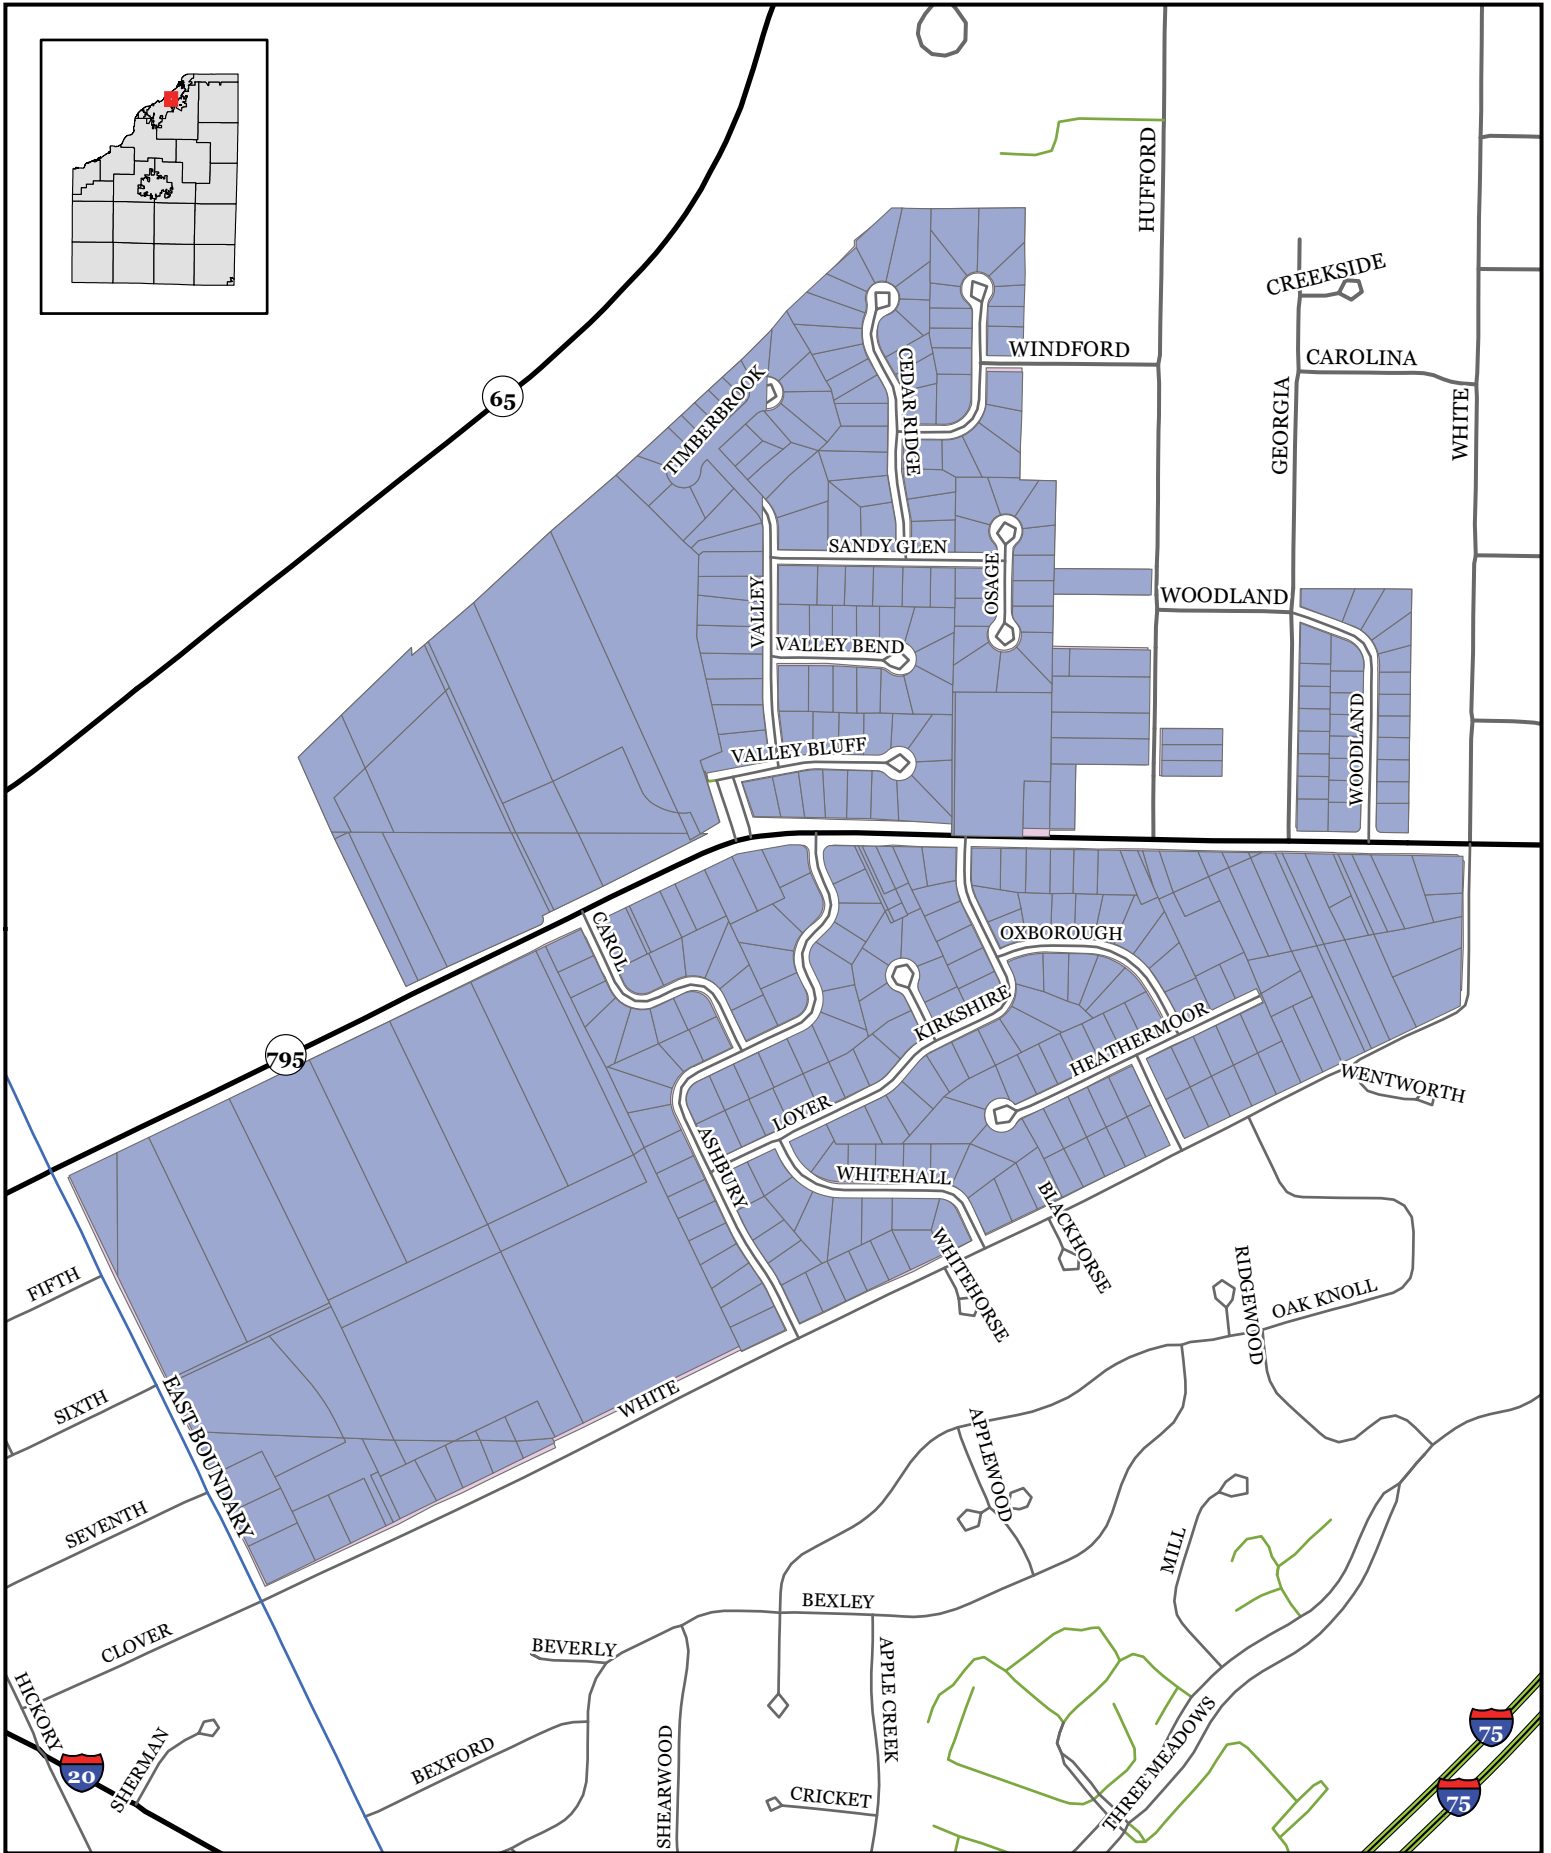 HUFFORD
CREEKSIDE
WINDFORD
CAROLINA
CEDAR RIDGE
TIMBERBROOK
65
GEORGIA
WHITE
SANDY GLEN
OSAGE
VALLEY
WOODLAND
VALLEY BEND
WOODLAND
VALLEY BLUFF
CAROL
OXBOROUGH
KIRKSHIRE
HEATHERMOOR
795
WENTWORTH
LOYER
ASHBURY
WHITEHALL
BLACKHORSE
WHITEHORSE
RIDGEWOOD
OAK KNOLL
FIFTH
SIXTH
EAST BOUNDARY
WHITE
APPLEWOOD
SEVENTH
MILL
BEXLEY
CLOVER
BEVERLY
APPLE CREEK
HICKORY
SHERMAN
20
BEXFORD
SHEARWOOD
CRICKET
THREE MEADOWS
75
75